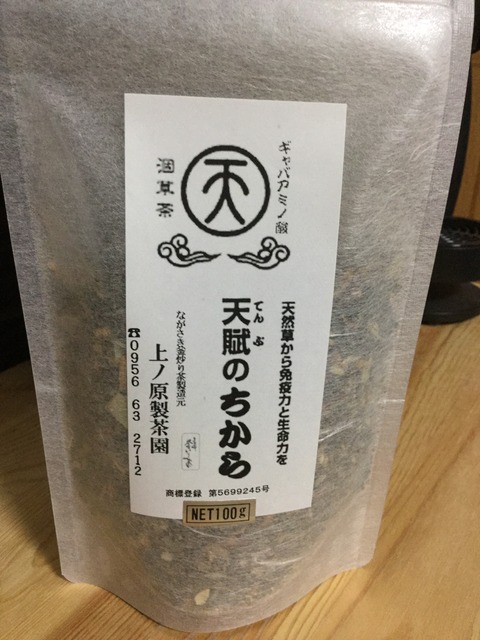 ギャバアミノ酸
天
涸草茶
天然草から免疫力と生命力を
てんぶ
天賦のちから
ながさき釜炒り茶製造元
上ノ原製茶園
☎0956 63 2712
商標登録 第5699245号
NET100g